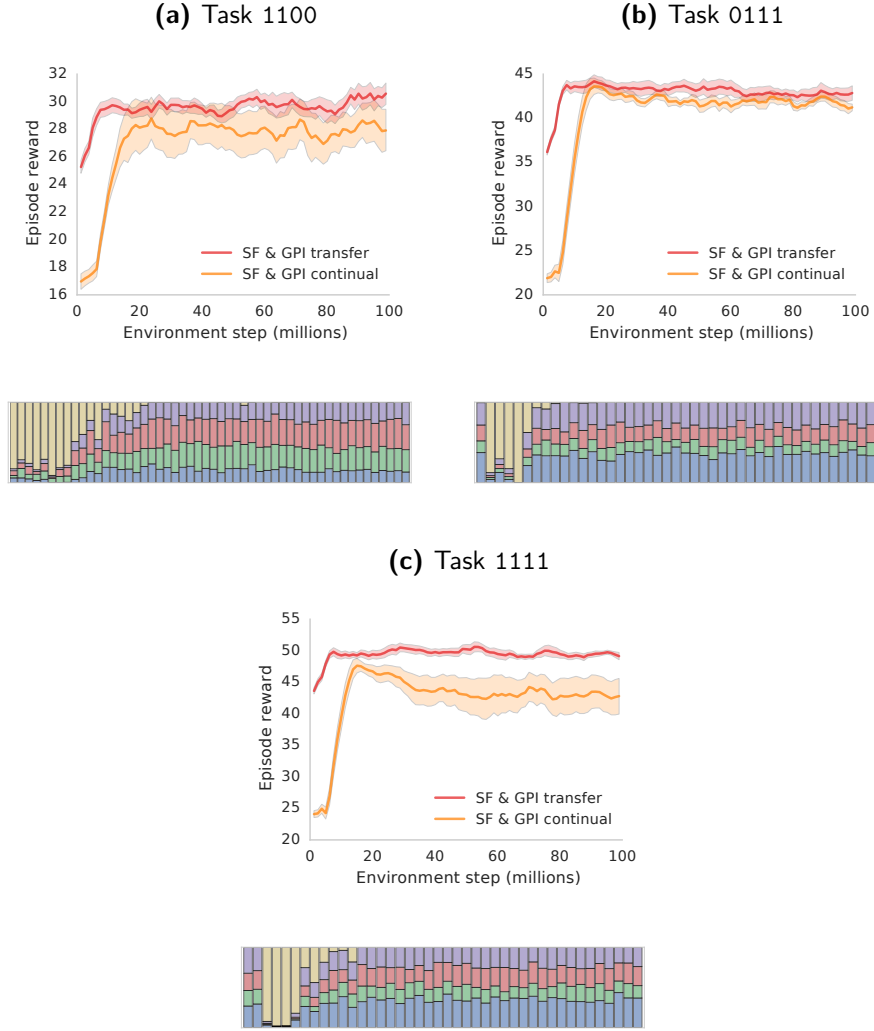 (a) Task 1100
32
30
28
26
24
22
20
18
16
Episode reward
SF & GPI transfer
SF & GPI continual
0 20 40 60 80 100
Environment step (millions)
(b) Task 0111
45
40
35
30
25
20
Episode reward
SF & GPI transfer
SF & GPI continual
0 20 40 60 80 100
Environment step (millions)
(c) Task 1111
55
50
45
40
35
30
25
20
Episode reward
SF & GPI transfer
SF & GPI continual
0 20 40 60 80 100
Environment step (millions)